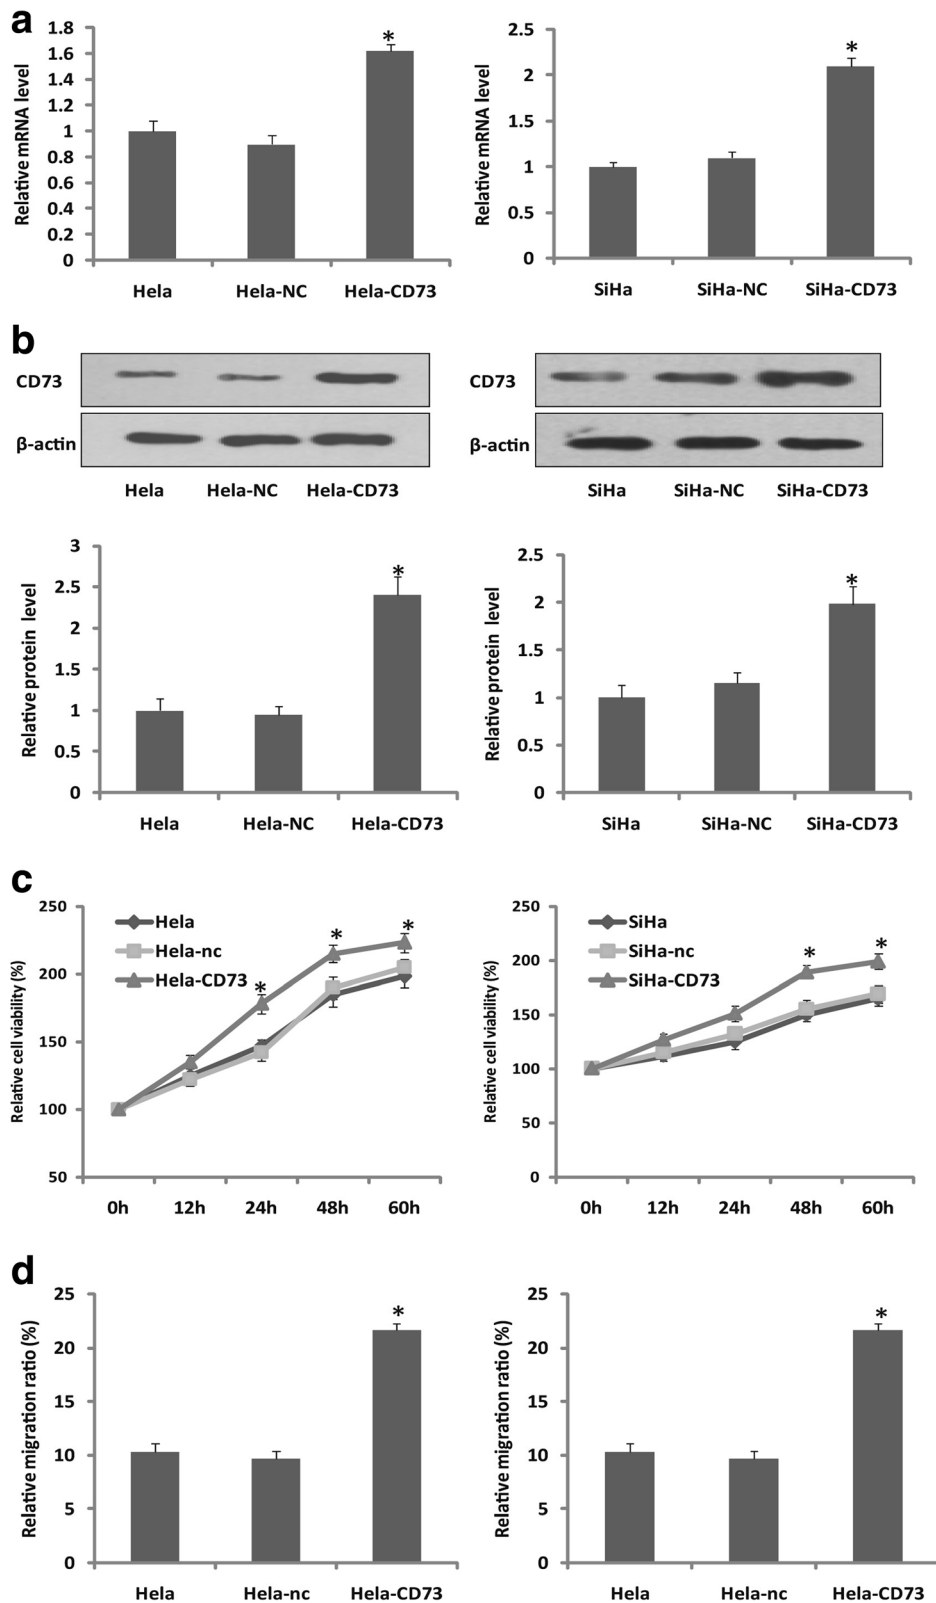 a
Relative mRNA level
1.8
1.6
1.4
1.2
1
0.8
0.6
0.4
0.2
0
*
Hela Hela-NC Hela-CD73
Relative mRNA level
2.5
2
1.5
1
0.5
0
*
SiHa SiHa-NC SiHa-CD73
b
CD73
β-actin
Hela Hela-NC Hela-CD73
CD73
β-actin
SiHa SiHa-NC SiHa-CD73
Relative protein level
3
2.5
2
1.5
1
0.5
0
*
Hela Hela-NC Hela-CD73
Relative protein level
2.5
2
1.5
1
0.5
0
*
SiHa SiHa-NC SiHa-CD73
c
Relative cell viability (%)
250
200
150
100
50
Hela
Hela-nc
Hela-CD73
* * *
0h 12h 24h 48h 60h
Relative cell viability (%)
250
200
150
100
50
0
SiHa
SiHa-nc
SiHa-CD73
* *
0h 12h 24h 48h 60h
d
Relative migration ratio (%)
25
20
15
10
5
0
*
Hela Hela-nc Hela-CD73
Relative migration ratio (%)
25
20
15
10
5
0
*
Hela Hela-nc Hela-CD73